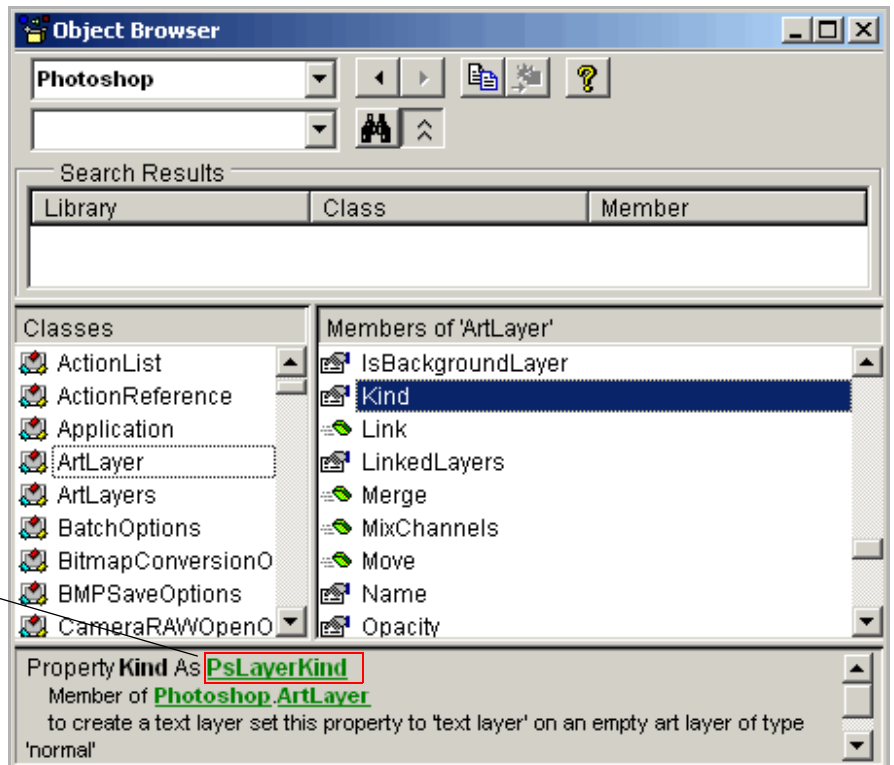 Object Browser
Photoshop
Search Results
Library Class Member
Classes
ActionList
ActionReference
Application
ArtLayer
ArtLayers
BatchOptions
BitmapConversionO
BMPSaveOptions
CameraRAWOpenO
Members of 'ArtLayer'
IsBackgroundLayer
Kind
Link
LinkedLayers
Merge
MixChannels
Move
Name
Opacity
Property Kind As PsLayerKind
Member of Photoshop.ArtLayer
to create a text layer set this property to 'text layer' on an empty art layer of type
'normal'